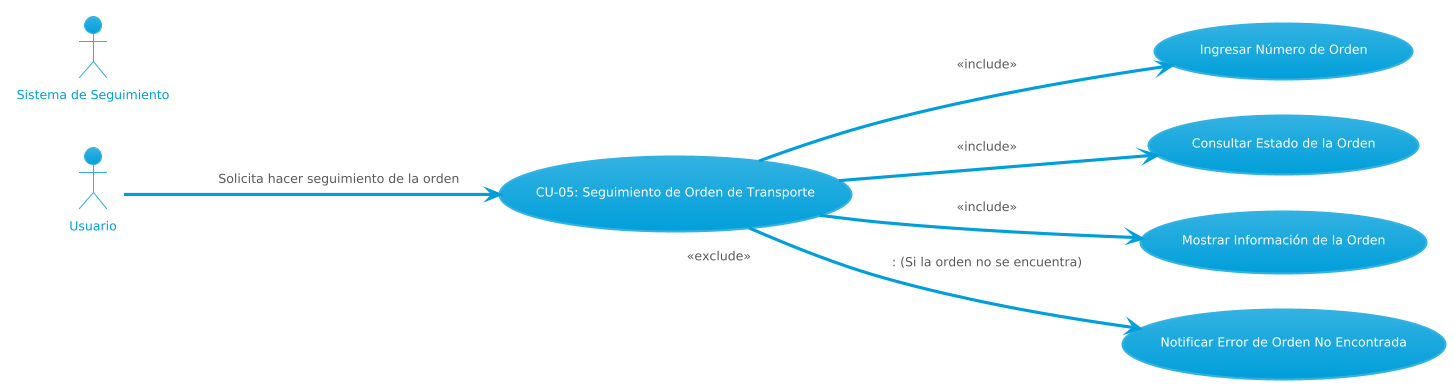 Sistema de Seguimiento
Usuario
Solicita hacer seguimiento de la orden
CU-05: Seguimiento de Orden de Transporte
«include»
Ingresar Número de Orden
«include»
Consultar Estado de la Orden
«include»
Mostrar Información de la Orden
«exclude»
: (Si la orden no se encuentra)
Notificar Error de Orden No Encontrada